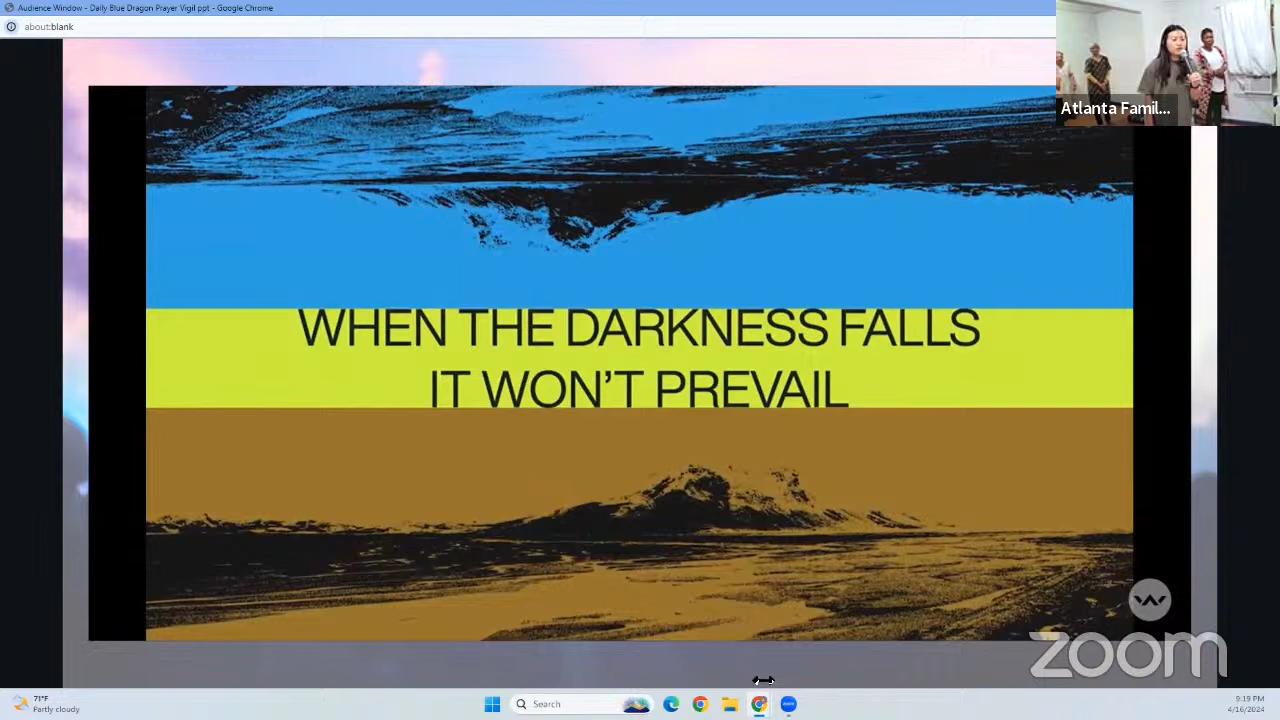 Audience Window - Daily Blue Dragon Prayer Vigil ppt - Google Chrome
about:blank
Atlanta Famil...
WHEN THE DARKNESS FALLS
IT WON'T PREVAIL
zoom
71°F
Partly cloudy
Search
zoom
9:19 PM
4/16/2024